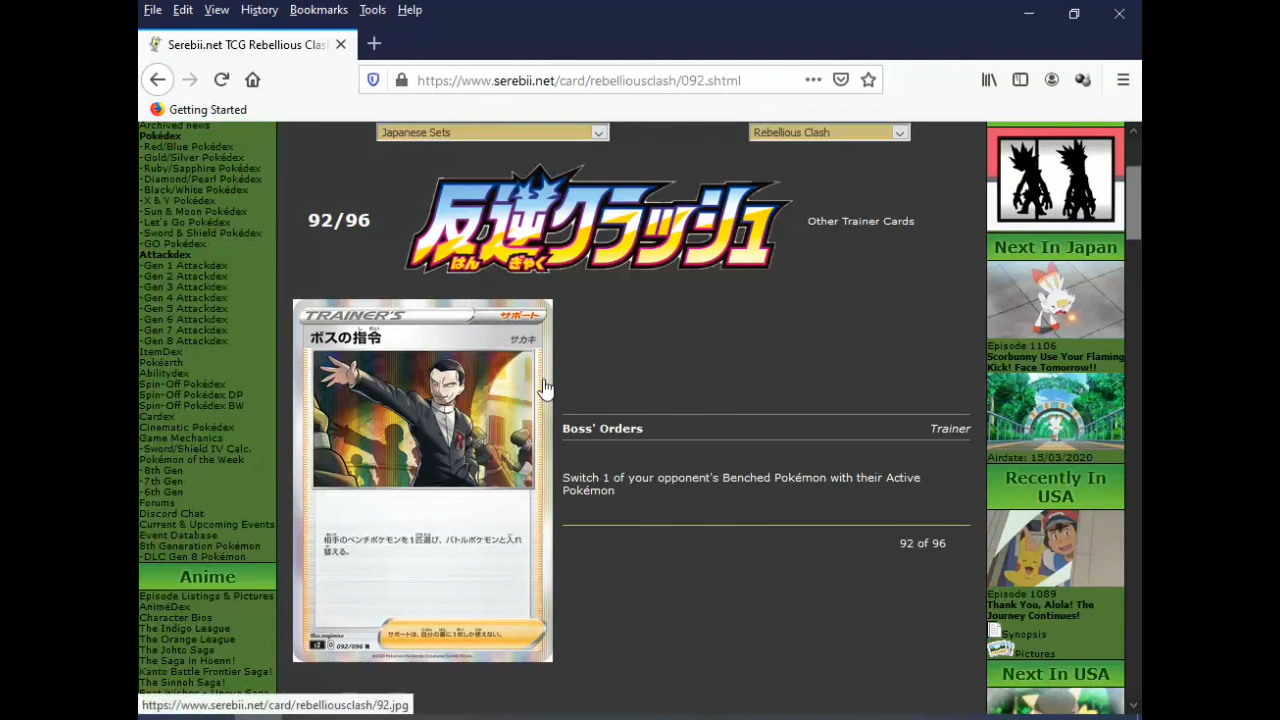 File Edit View History Bookmarks Tools Help
Serebii.net TCG Rebellious Clas
https://www.serebii.net/card/rebelliousclash/092.shtml
Getting Started
Archived news
Pokédex
-Red/Blue Pokédex
-Gold/Silver Pokédex
-Ruby/Sapphire Pokédex
-Diamond/Pearl Pokédex
-Black/White Pokédex
-X & Y Pokédex
-Sun & Moon Pokédex
-Let's Go Pokédex
-Sword & Shield Pokédex
-GO Pokédex
Attackdex
-Gen 1 Attackdex
-Gen 2 Attackdex
-Gen 3 Attackdex
-Gen 4 Attackdex
-Gen 5 Attackdex
-Gen 6 Attackdex
-Gen 7 Attackdex
-Gen 8 Attackdex
ItemDex
Pokéarth
Abilitydex
Spin-Off Pokédex
Spin-Off Pokédex DP
Spin-Off Pokédex BW
Cardex
Cinematic Pokédex
Game Mechanics
-Sword/Shield IV Calc.
Pokémon of the Week
-8th Gen
-7th Gen
-6th Gen
Forums
Discord Chat
Current & Upcoming Events
Event Database
8th Generation Pokémon
-DLC Gen 8 Pokémon
Anime
Episode Listings & Pictures
AniméDex
Character Bios
The Indigo League
The Orange League
The Johto Saga
The Saga in Hoenn!
Kanto Battle Frontier Saga!
The Sinnoh Saga!
Best Wishes - Unova Saga
Japanese Sets
Rebellious Clash
92/96
反逆クラッシュ
はん ぎゃく
Other Trainer Cards
TRAINER'S サポート
ボスの指令 サカキ
相手のベンチポケモンを1匹選び、バトルポケモンと入れ
替える。
サポートは、自分の番に1枚しか使えない。
D 092/096 R
Boss' Orders Trainer
Switch 1 of your opponent's Benched Pokémon with their Active
Pokémon
92 of 96
Next In Japan
Episode 1106
Scorbunny Use Your Flaming
Kick! Face Tomorrow!!
Airdate: 15/03/2020
Recently In
USA
Episode 1089
Thank You, Alola! The
Journey Continues!
Synopsis
Pictures
Next In USA
https://www.serebii.net/card/rebelliousclash/92.jpg